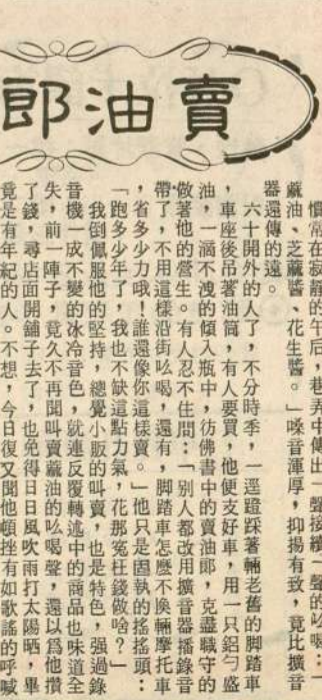 賣油郎
慣常在寂靜的午后，巷弄中傳出一聲接續一聲的吆喝：「
蔴油、芝蔴醬、花生醬。」嗓音渾厚，抑揚有致，竟比擴音
器還傳的遠。
六十開外的人了，不分時季，一逕蹬踩著輛老舊的腳踏車
，車座後吊著油筒，有人要買，他便支好車，用一只鋁勺盛
油，一滴不洩的傾入瓶中，彷彿書中的賣油郎，克盡職守的
做著他的營生。有人忍不住問：「別人都改用擴音器播錄音
帶了，不用這樣沿街吆喝，還有，腳踏車怎麼不換輛摩托車
，省多少力哦！誰還像你這樣賣。」他只是固執的搖搖頭：
「跑多少年了，我也不缺這點力氣，花那冤枉錢做啥？」
我倒佩服他的堅持，總覺小販的叫賣，也是特色，强過錄
音機一成不變的冰冷音色，就連反覆轉述中的商品也味道全
失，前一陣子，竟久不再聞叫賣蔴油的吆喝聲，還以爲他攢
了錢，尋店面開舖子去了，也免得日日風吹雨打太陽晒，畢
竟是有年紀的人。不想，今日復又聞他頓挫有如歌謠的呼喊